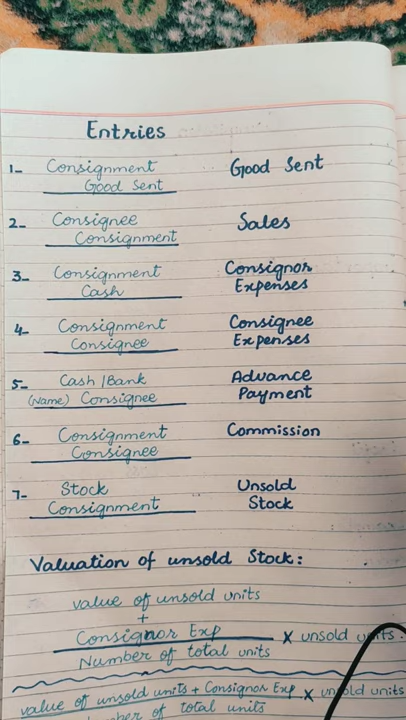 Entries
1- Consignment Good Sent
Good Sent
2- Consignee Sales
Consignment
3- Consignment Consignor
Cash Expenses
4- Consignment Consignee
Consignee Expenses
5- Cash/Bank Advance
(Name) Consignee Payment
6- Consignment Commission
Consignee
7- Stock Unsold
Consignment Stock
Valuation of unsold Stock:
value of unsold units
+
Consignor Exp × unsold units.
Number of total units
value of unsold units + Consignor Exp × unsold units
of total units